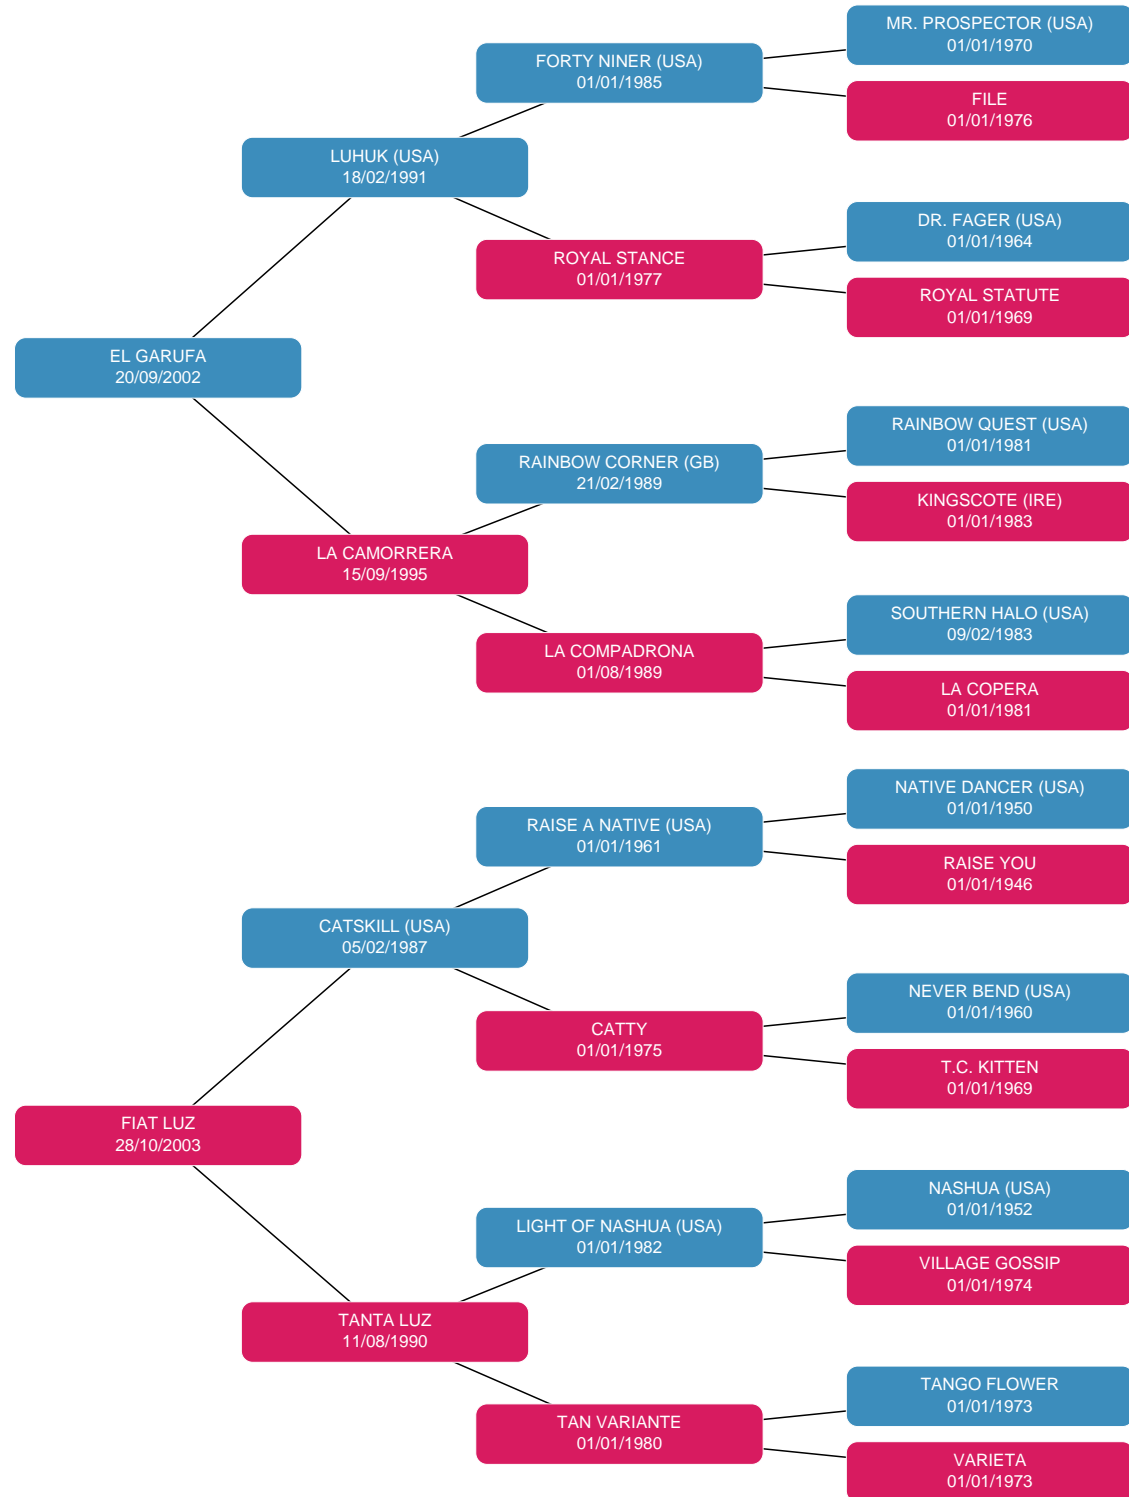 MR. PROSPECTOR (USA)
01/01/1970
FORTY NINER (USA)
01/01/1985
FILE
01/01/1976
LUHUK (USA)
18/02/1991
DR. FAGER (USA)
01/01/1964
ROYAL STANCE
01/01/1977
ROYAL STATUTE
01/01/1969
EL GARUFA
20/09/2002
RAINBOW QUEST (USA)
01/01/1981
RAINBOW CORNER (GB)
21/02/1989
KINGSCOTE (IRE)
01/01/1983
LA CAMORRERA
15/09/1995
SOUTHERN HALO (USA)
09/02/1983
LA COMPADRONA
01/08/1989
LA COPERA
01/01/1981
NATIVE DANCER (USA)
01/01/1950
RAISE A NATIVE (USA)
01/01/1961
RAISE YOU
01/01/1946
CATSKILL (USA)
05/02/1987
NEVER BEND (USA)
01/01/1960
CATTY
01/01/1975
T.C. KITTEN
01/01/1969
FIAT LUZ
28/10/2003
NASHUA (USA)
01/01/1952
LIGHT OF NASHUA (USA)
01/01/1982
VILLAGE GOSSIP
01/01/1974
TANTA LUZ
11/08/1990
TANGO FLOWER
01/01/1973
TAN VARIANTE
01/01/1980
VARIETA
01/01/1973